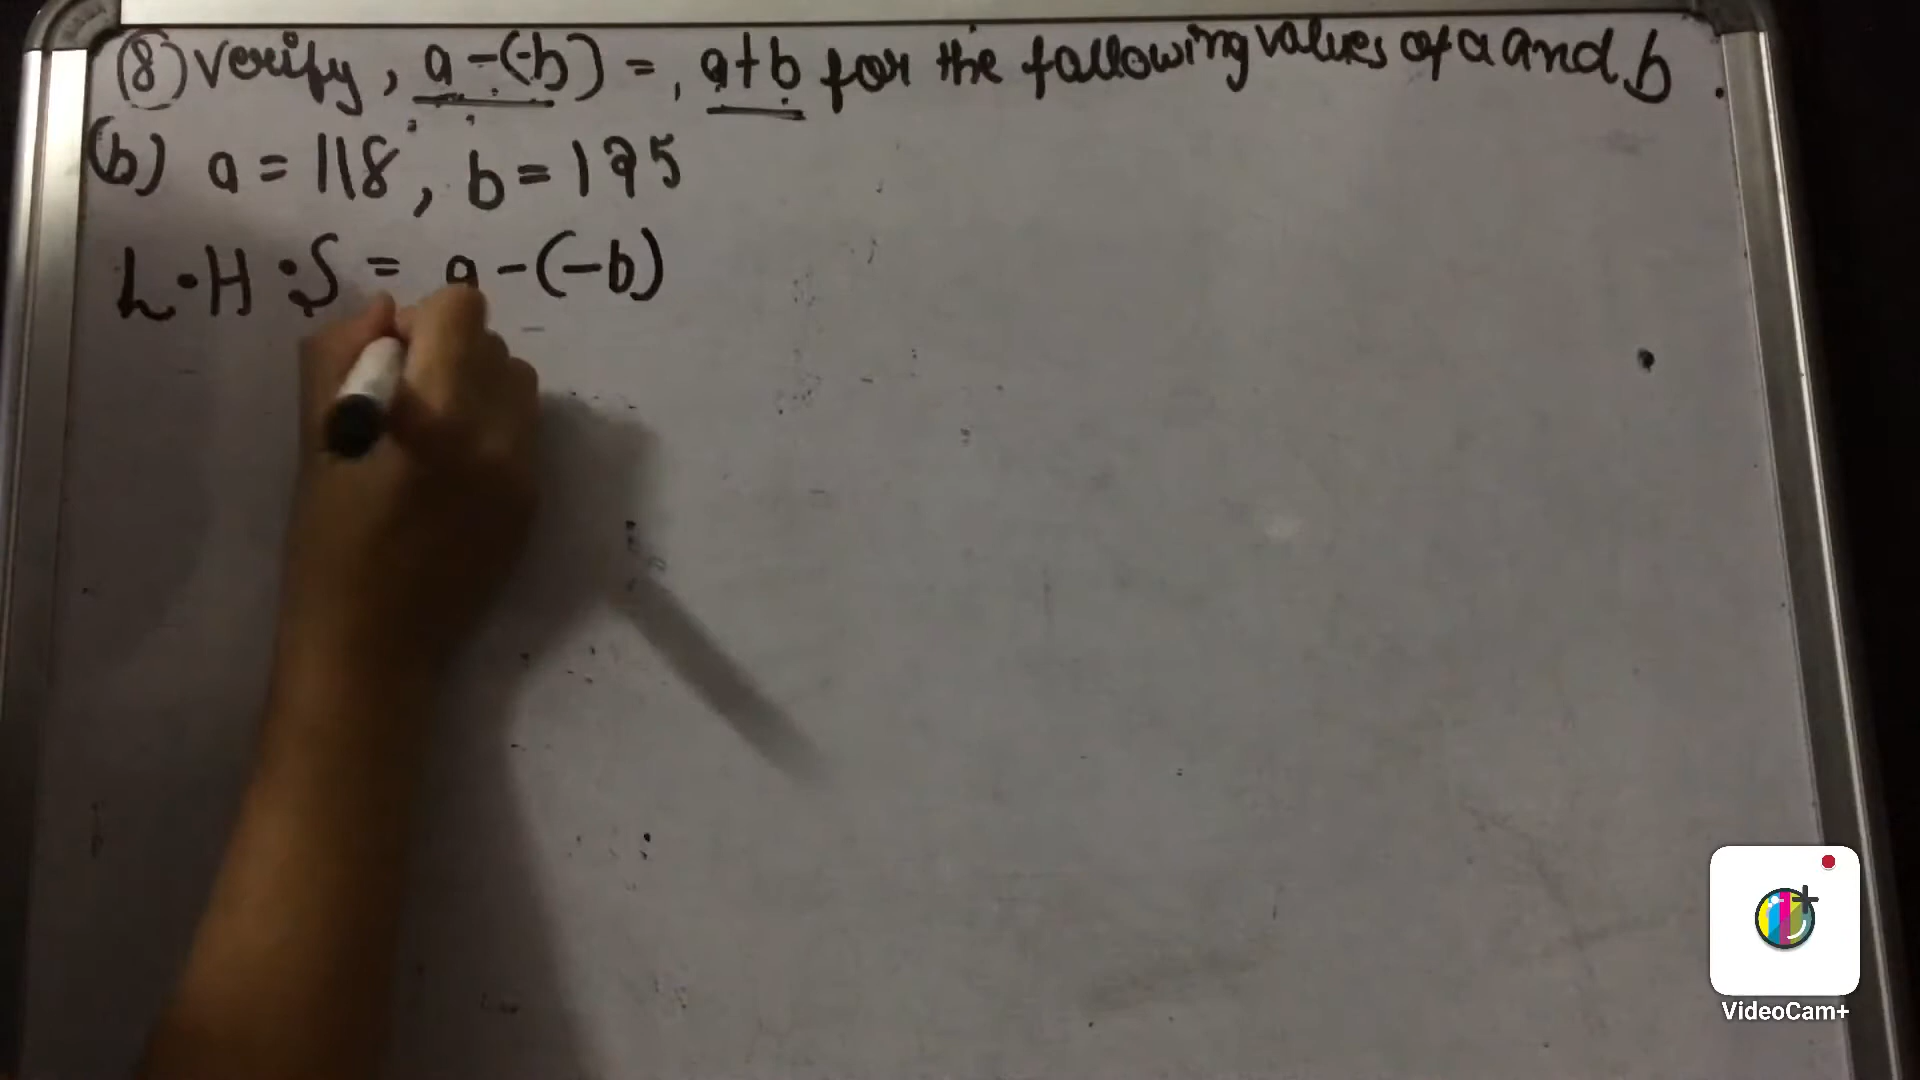 (8) Verify, a-(-b) = , a+b for the following values of a and b.
(b) a = 118, b = 125
L.H.S = a-(-b)
VideoCam+